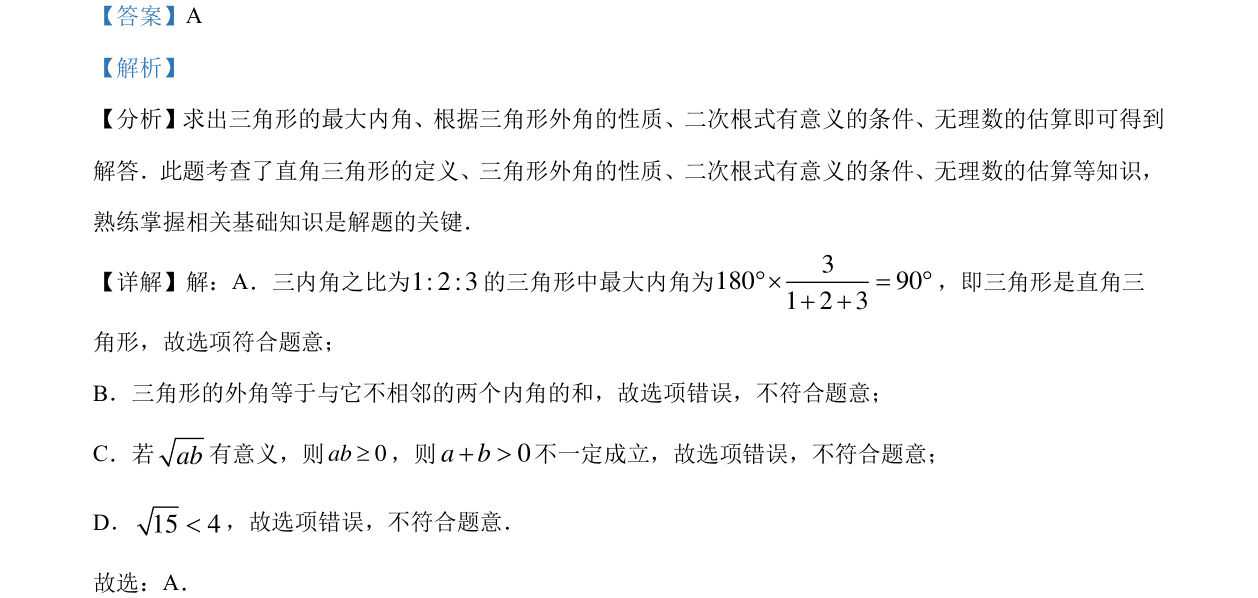 【答案】A
【解析】
【分析】求出三角形的最大内角、根据三角形外角的性质、二次根式有意义的条件、无理数的估算即可得到
解答．此题考查了直角三角形的定义、三角形外角的性质、二次根式有意义的条件、无理数的估算等知识，
熟练掌握相关基础知识是解题的关键．
【详解】解：A．三内角之比为1:2:3的三角形中最大内角为180°×3/(1+2+3)=90°，即三角形是直角三
角形，故选项符合题意；
B．三角形的外角等于与它不相邻的两个内角的和，故选项错误，不符合题意；
C．若√ab有意义，则ab≥0，则a+b>0不一定成立，故选项错误，不符合题意；
D．√15<4，故选项错误，不符合题意．
故选：A．